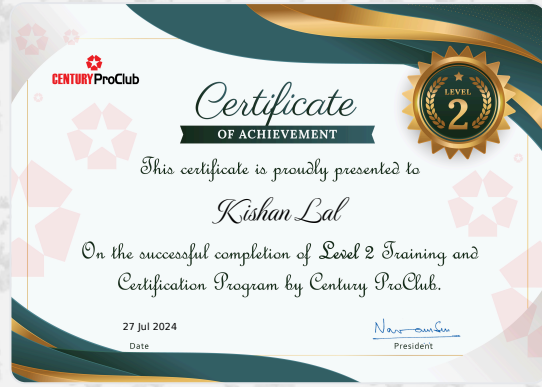 CENTURY ProClub
Certificate
OF ACHIEVEMENT
LEVEL
2
This certificate is proudly presented to
Kishan Lal
On the successful completion of Level 2 Training and
Certification Program by Century ProClub.
27 Jul 2024
Date
President